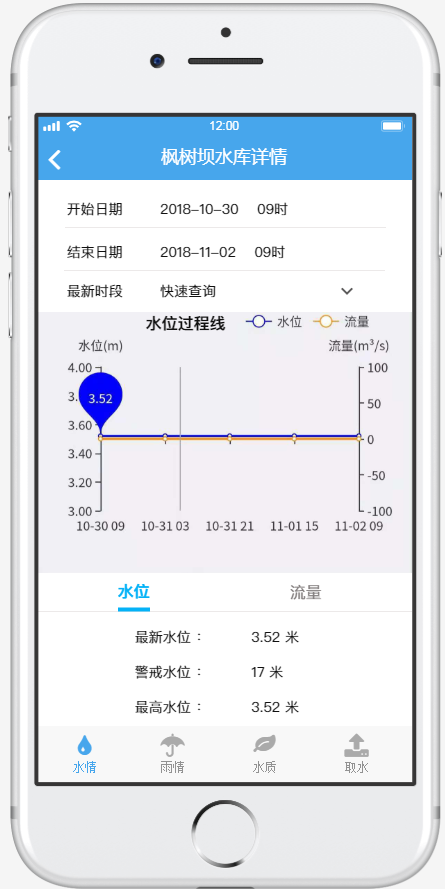 12:00
枫树坝水库详情
开始日期 2018-10-30 09时
结束日期 2018-11-02 09时
最新时段 快速查询
水位过程线 水位 流量
水位(m) 流量(m³/s)
4.00 100
3.52
50
3.60
0
3.40
-50
3.20
3.00 -100
10-30 09 10-31 03 10-31 21 11-01 15 11-02 09
水位 流量
最新水位： 3.52 米
警戒水位： 17 米
最高水位： 3.52 米
水情 雨情 水质 取水